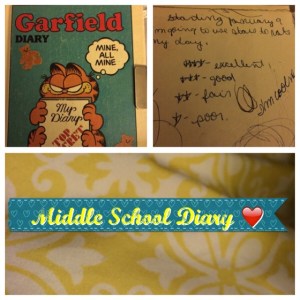 Garfield
DIARY
MINE,
ALL
MINE
My
Diary
TOP
SECRET
Starting January 9
to use stars to rate
my diary.
- excellent
- good
- fair
- poor
Middle School Diary ❤️